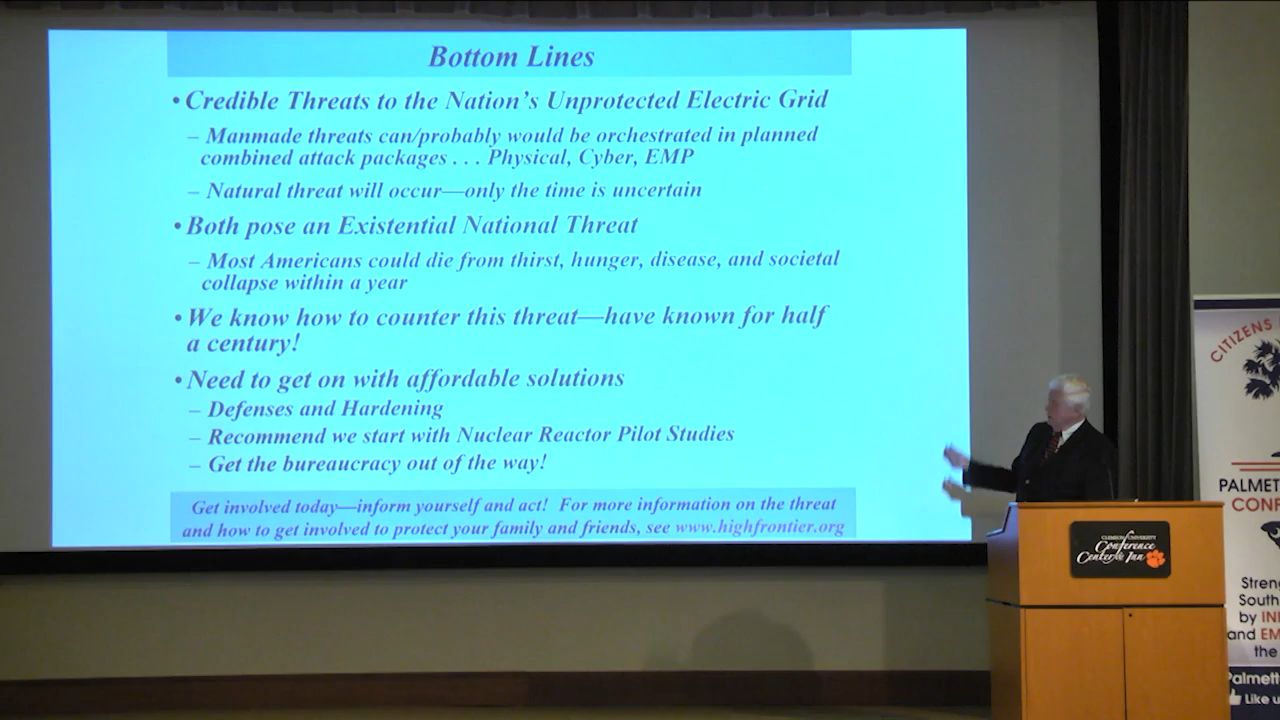 Bottom Lines
• Credible Threats to the Nation's Unprotected Electric Grid
– Manmade threats can/probably would be orchestrated in planned
combined attack packages . . . Physical, Cyber, EMP
– Natural threat will occur—only the time is uncertain
• Both pose an Existential National Threat
– Most Americans could die from thirst, hunger, disease, and societal
collapse within a year
• We know how to counter this threat—have known for half
a century!
• Need to get on with affordable solutions
– Defenses and Hardening
– Recommend we start with Nuclear Reactor Pilot Studies
– Get the bureaucracy out of the way!
Get involved today—inform yourself and act! For more information on the threat
and how to get involved to protect your family and friends, see www.highfrontier.org
CLEMSON UNIVERSITY
Conference
Center & Inn
CITIZENS
PALMET
CONF
Stren
South
by IN
and EM
the
Palmett
Like u